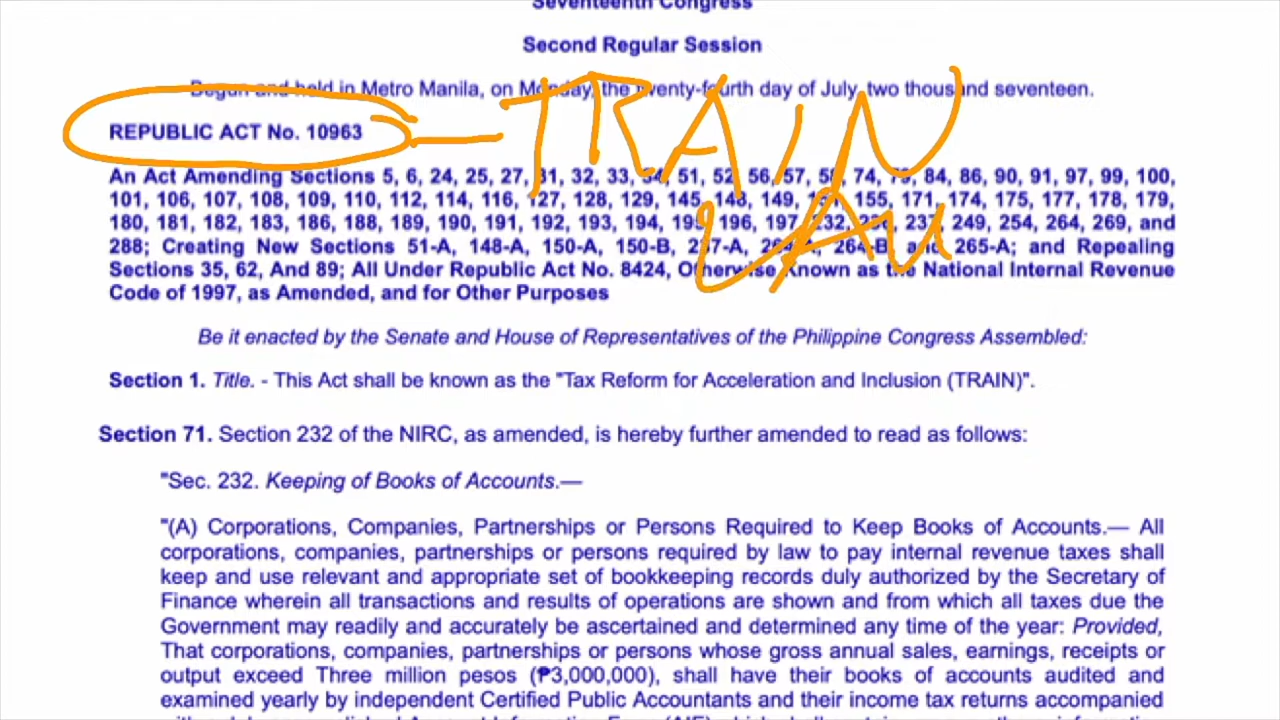 Seventeenth Congress
Second Regular Session
Begun and held in Metro Manila, on Monday, the twenty-fourth day of July, two thousand seventeen.
REPUBLIC ACT No. 10963
TRAIN
LAW
An Act Amending Sections 5, 6, 24, 25, 27, 31, 32, 33, 34, 51, 52, 56, 57, 58, 74, 79, 84, 86, 90, 91, 97, 99, 100,
101, 106, 107, 108, 109, 110, 112, 114, 116, 127, 128, 129, 145, 148, 149, 151, 155, 171, 174, 175, 177, 178, 179,
180, 181, 182, 183, 186, 188, 189, 190, 191, 192, 193, 194, 195, 196, 197, 232, 236, 237, 249, 254, 264, 269, and
288; Creating New Sections 51-A, 148-A, 150-A, 150-B, 237-A, 264-A, 264-B, and 265-A; and Repealing
Sections 35, 62, And 89; All Under Republic Act No. 8424, Otherwise Known as the National Internal Revenue
Code of 1997, as Amended, and for Other Purposes
Be it enacted by the Senate and House of Representatives of the Philippine Congress Assembled:
Section 1. Title. - This Act shall be known as the "Tax Reform for Acceleration and Inclusion (TRAIN)".
Section 71. Section 232 of the NIRC, as amended, is hereby further amended to read as follows:
"Sec. 232. Keeping of Books of Accounts.—
"(A) Corporations, Companies, Partnerships or Persons Required to Keep Books of Accounts.— All
corporations, companies, partnerships or persons required by law to pay internal revenue taxes shall
keep and use relevant and appropriate set of bookkeeping records duly authorized by the Secretary of
Finance wherein all transactions and results of operations are shown and from which all taxes due the
Government may readily and accurately be ascertained and determined any time of the year: Provided,
That corporations, companies, partnerships or persons whose gross annual sales, earnings, receipts or
output exceed Three million pesos (₱3,000,000), shall have their books of accounts audited and
examined yearly by independent Certified Public Accountants and their income tax returns accompanied